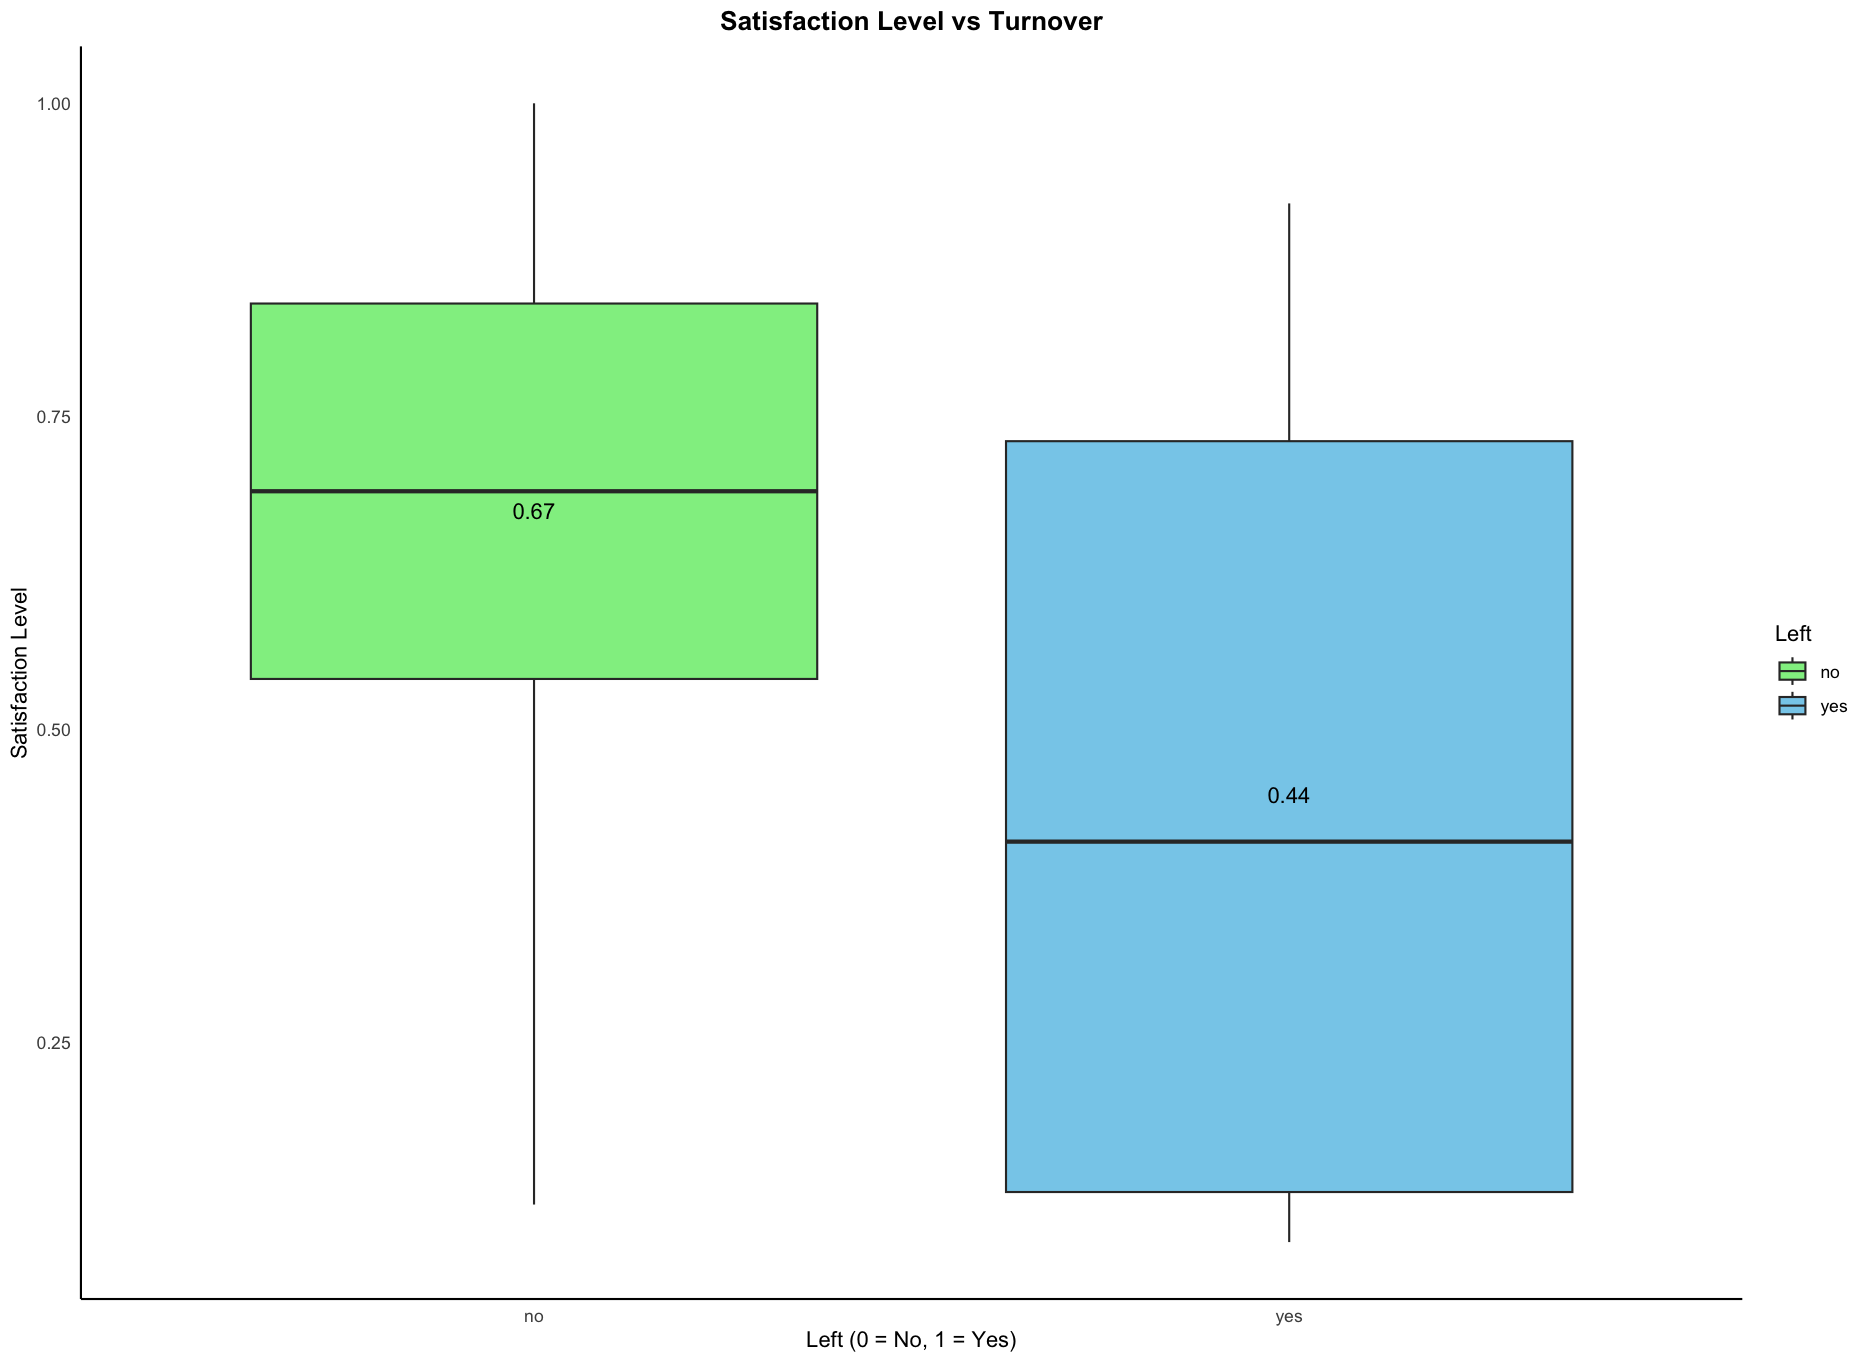 Satisfaction Level vs Turnover
1.00
0.75
0.50
0.25
Satisfaction Level
0.67
0.44
no
yes
Left (0 = No, 1 = Yes)
Left
no
yes